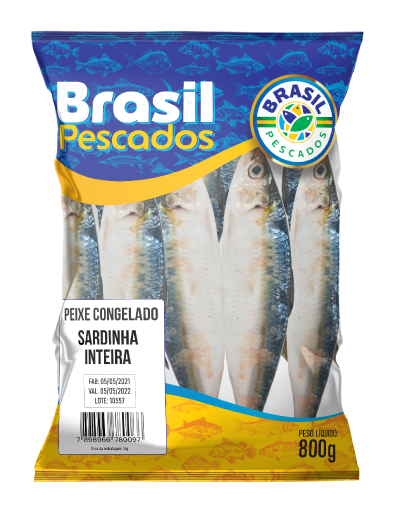 Brasil
Pescados
BRASIL
PESCADOS
PEIXE CONGELADO
SARDINHA
INTEIRA
FAB: 05/05/2021
VAL. 05/05/2022
LOTE: 10557
7 898966 780097
PESO LÍQUIDO
800g